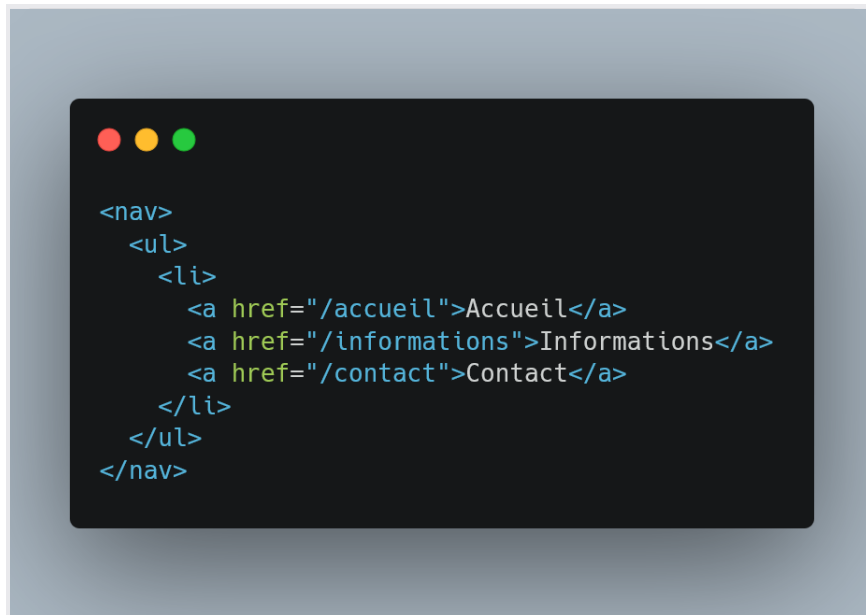 <nav>
  <ul>
    <li>
      <a href="/accueil">Accueil</a>
      <a href="/informations">Informations</a>
      <a href="/contact">Contact</a>
    </li>
  </ul>
</nav>